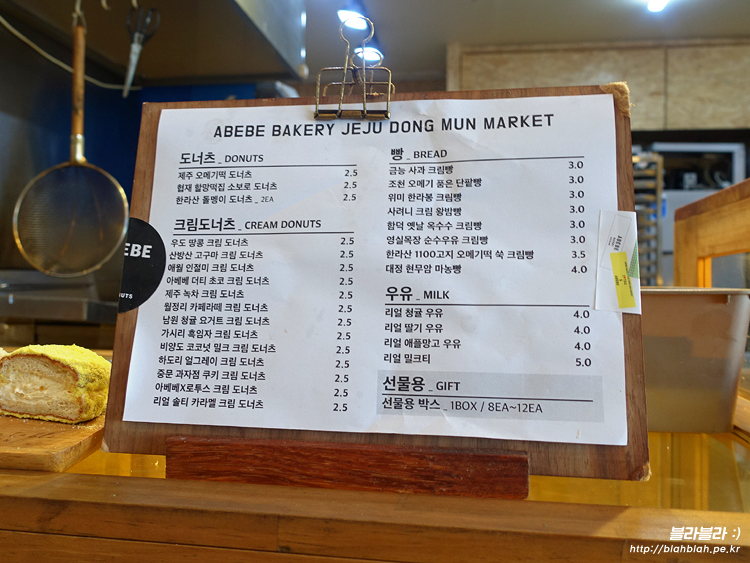 ABEBE BAKERY JEJU DONG MUN MARKET
도너츠 _ DONUTS
제주 오메기떡 도너츠 2.5
협재 할망떡집 소보로 도너츠 2.5
한라산 돌멩이 도너츠 _ 2EA 2.5
크림도너츠 _ CREAM DONUTS
우도 땅콩 크림 도너츠 2.5
산방산 고구마 크림 도너츠 2.5
애월 인절미 크림 도너츠 2.5
아베베 더티 초코 크림 도너츠 2.5
제주 녹차 크림 도너츠 2.5
월정리 카페라떼 크림 도너츠 2.5
남원 청귤 요거트 크림 도너츠 2.5
가시리 흑임자 크림 도너츠 2.5
비양도 코코넛 밀크 크림 도너츠 2.5
하도리 얼그레이 크림 도너츠 2.5
중문 과자점 쿠키 크림 도너츠 2.5
아베베X로투스 크림 도너츠 2.5
리얼 솔티 카라멜 크림 도너츠 2.5
빵 _ BREAD
금능 사과 크림빵 3.0
조천 오메기 품은 단팥빵 3.0
위미 한라봉 크림빵 3.0
사려니 크림 왕밤빵 3.0
함덕 옛날 옥수수 크림빵 3.0
영실목장 순수우유 크림빵 3.0
한라산 1100고지 오메기떡 쑥 크림빵 3.5
대정 현무암 마농빵 4.0
우유 _ MILK
리얼 청귤 우유 4.0
리얼 딸기 우유 4.0
리얼 애플망고 우유 4.0
리얼 밀크티 5.0
선물용 _ GIFT
선물용 박스 _ 1BOX / 8EA~12EA
EBE
NUTS
ABEBE
블라블라 :)
http://blahblah.pe.kr